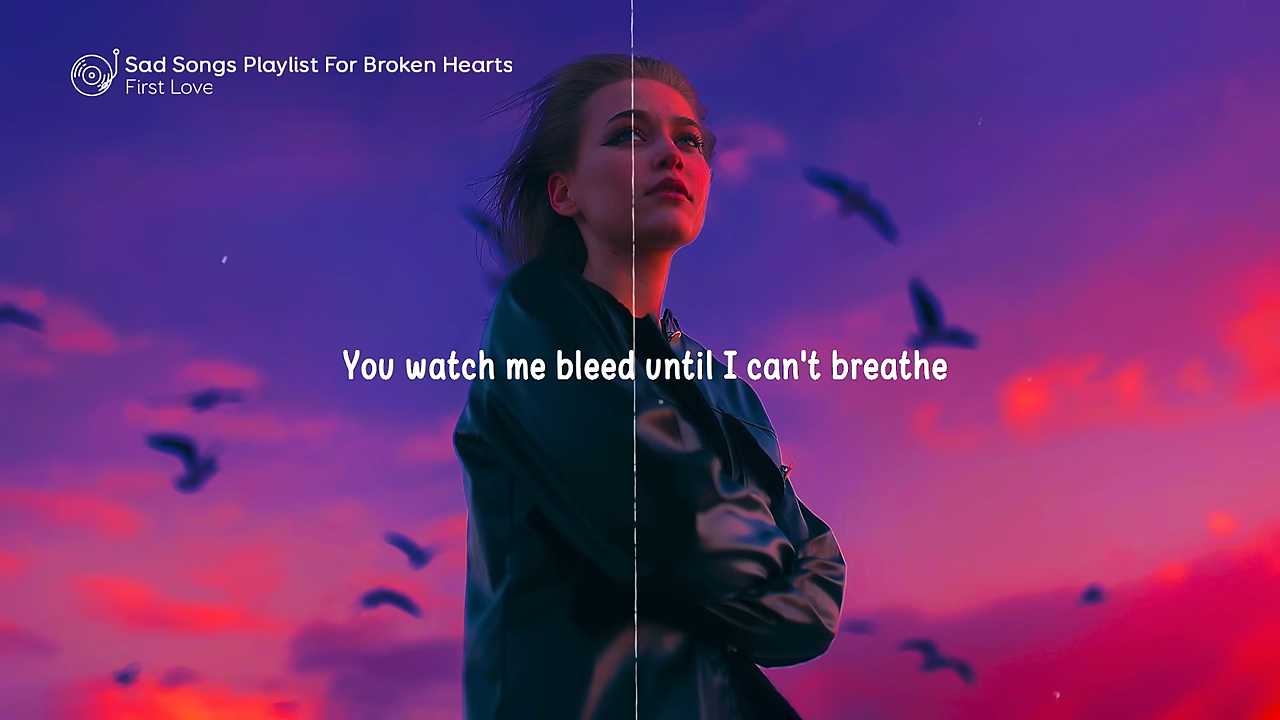 Sad Songs Playlist For Broken Hearts
First Love
You watch me bleed until I can't breathe